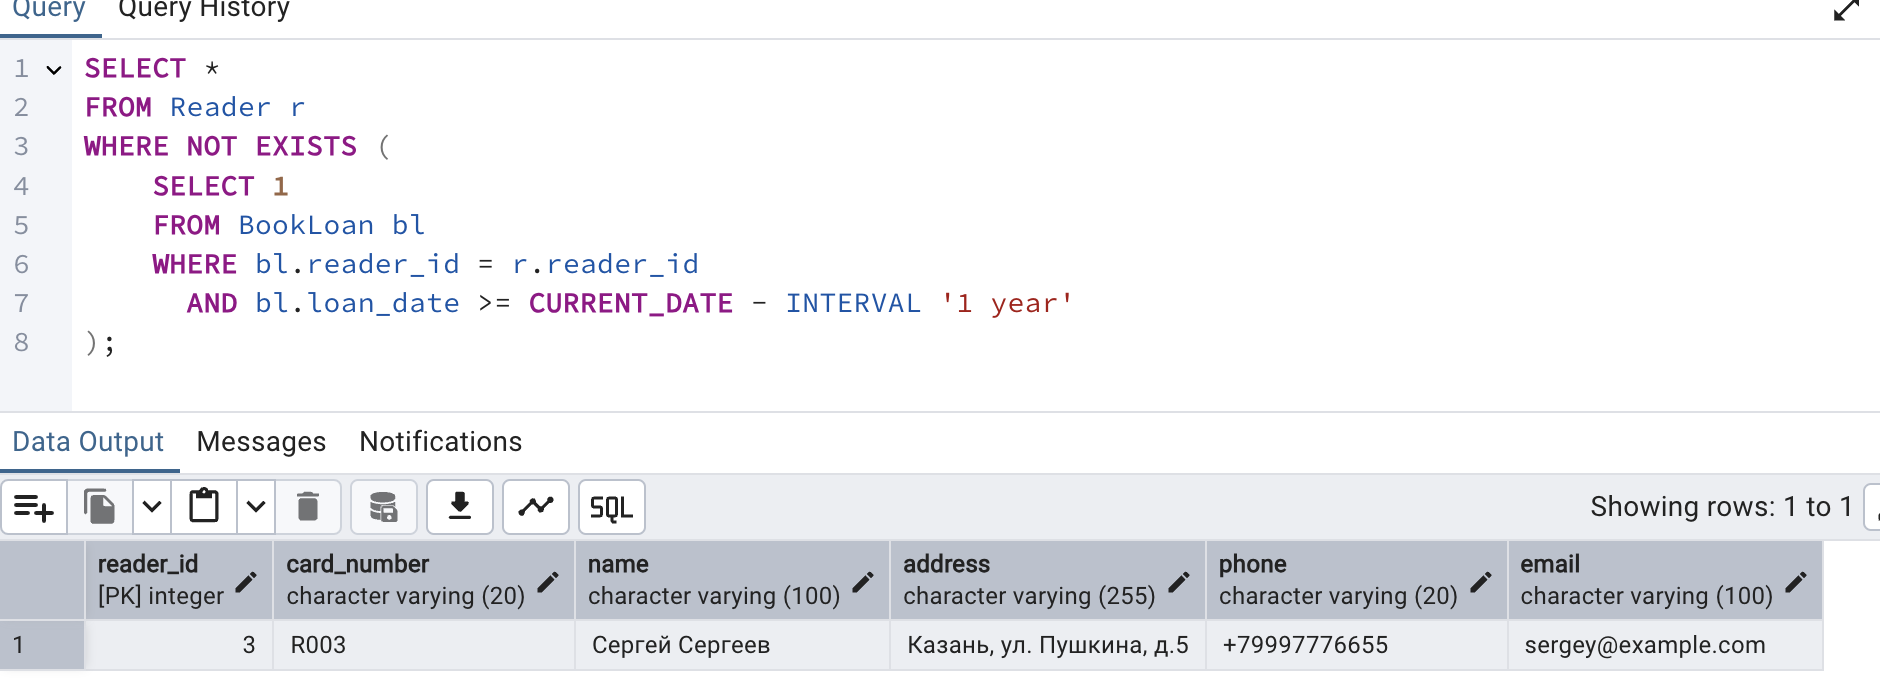 Query Query History
1 SELECT *
2 FROM Reader r
3 WHERE NOT EXISTS (
4 SELECT 1
5 FROM BookLoan bl
6 WHERE bl.reader_id = r.reader_id
7 AND bl.loan_date >= CURRENT_DATE - INTERVAL '1 year'
8 );
Data Output Messages Notifications
SQL Showing rows: 1 to 1
reader_id card_number name address phone email
[PK] integer character varying (20) character varying (100) character varying (255) character varying (20) character varying (100)
1 3 R003 Сергей Сергеев Казань, ул. Пушкина, д.5 +79997776655 sergey@example.com